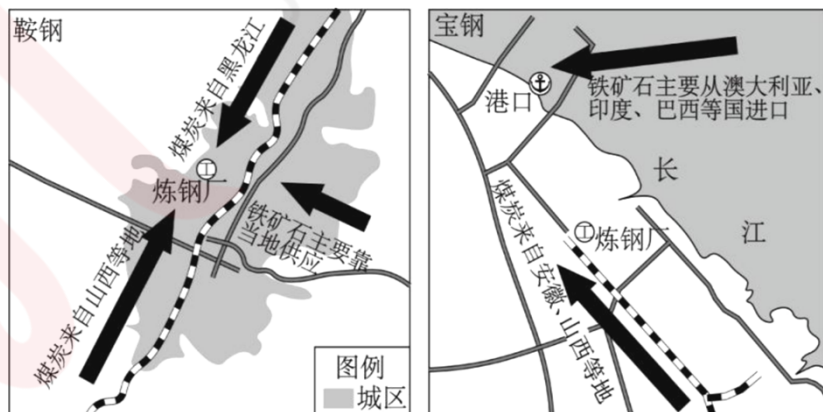 鞍钢
煤炭来自黑龙江
工
炼钢厂
铁矿石主要靠
当地供应
煤炭来自山西等地
图例
城区
宝钢
港口
铁矿石主要从澳大利亚、
印度、巴西等国进口
长
江
工
炼钢厂
煤炭来自安徽、山西等地